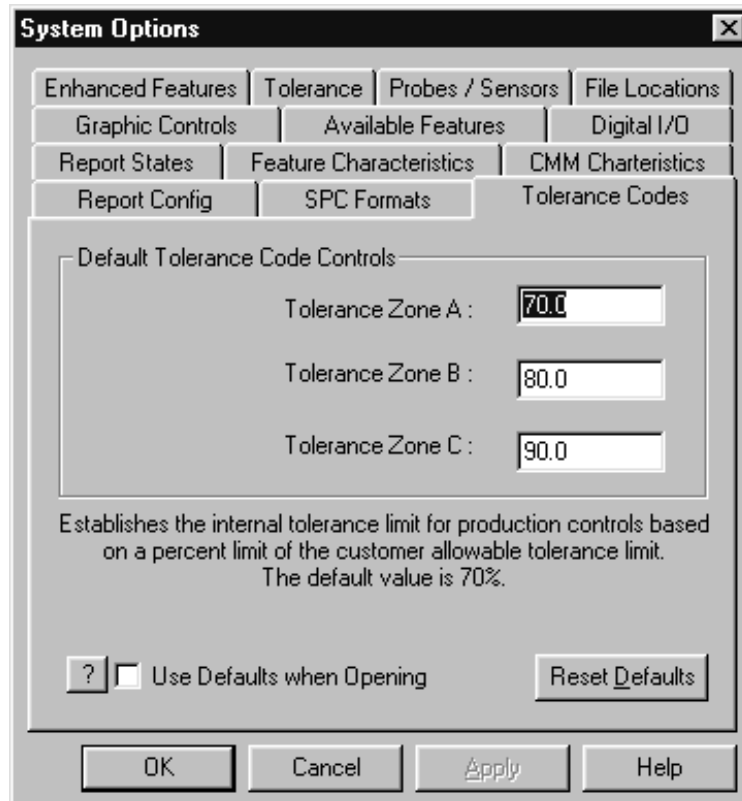 System Options
Enhanced Features Tolerance Probes / Sensors File Locations
Graphic Controls Available Features Digital I/O
Report States Feature Characteristics CMM Charteristics
Report Config SPC Formats Tolerance Codes
Default Tolerance Code Controls
Tolerance Zone A : 70.0
Tolerance Zone B : 80.0
Tolerance Zone C : 90.0
Establishes the internal tolerance limit for production controls based
on a percent limit of the customer allowable tolerance limit.
The default value is 70%.
? Use Defaults when Opening Reset Defaults
OK Cancel Apply Help